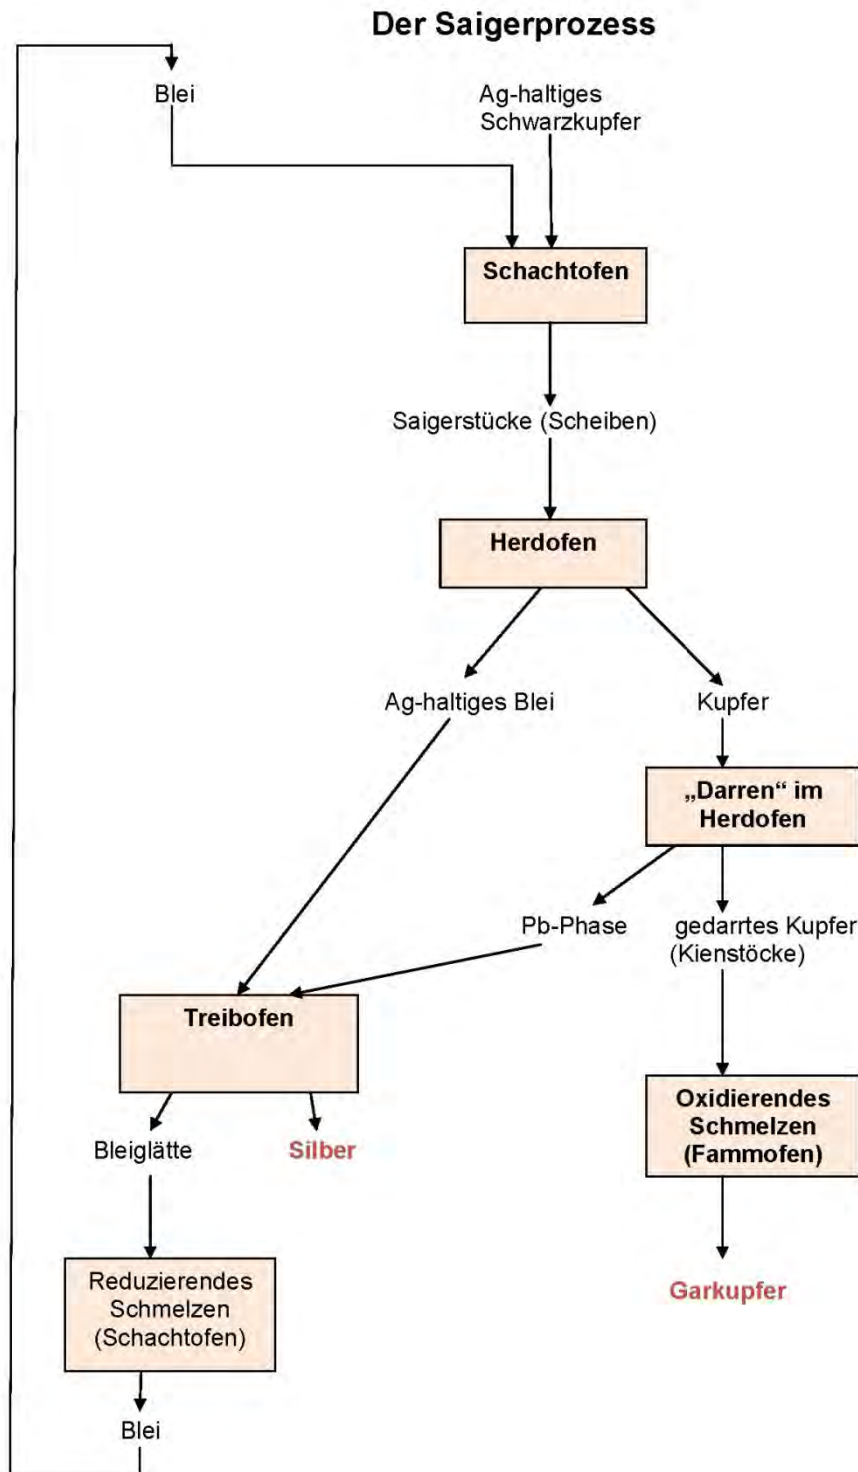 Der Saigerprozess
Blei
Ag-haltiges
Schwarzkupfer
Schachtofen
Saigerstücke (Scheiben)
Herdofen
Ag-haltiges Blei
Kupfer
„Darren“ im
Herdofen
Pb-Phase
gedarrtes Kupfer
(Kienstöcke)
Treibofen
Oxidierendes
Schmelzen
(Fammofen)
Bleiglätte
Silber
Reduzierendes
Schmelzen
(Schachtofen)
Garkupfer
Blei